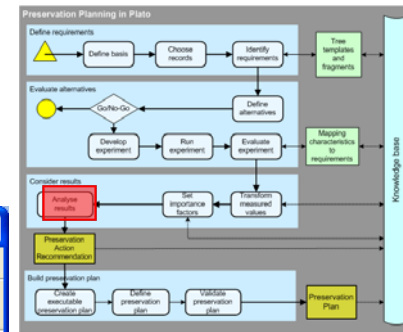 Preservation Planning in Plato
Define requirements
Define basis
Choose
records
Identify
requirements
Tree
templates
and
fragments
Evaluate alternatives
Go/No-Go
Define
alternatives
Develop
experiment
Run
experiment
Evaluate
experiment
Mapping
characteristics
to
requirements
Knowledge base
Consider results
Analyse
results
Set
importance
factors
Transform
measured
values
Preservation
Action
Recommendation
Build preservation plan
Create
executable
preservation plan
Define
preservation
plan
Validate
preservation
plan
Preservation
Plan